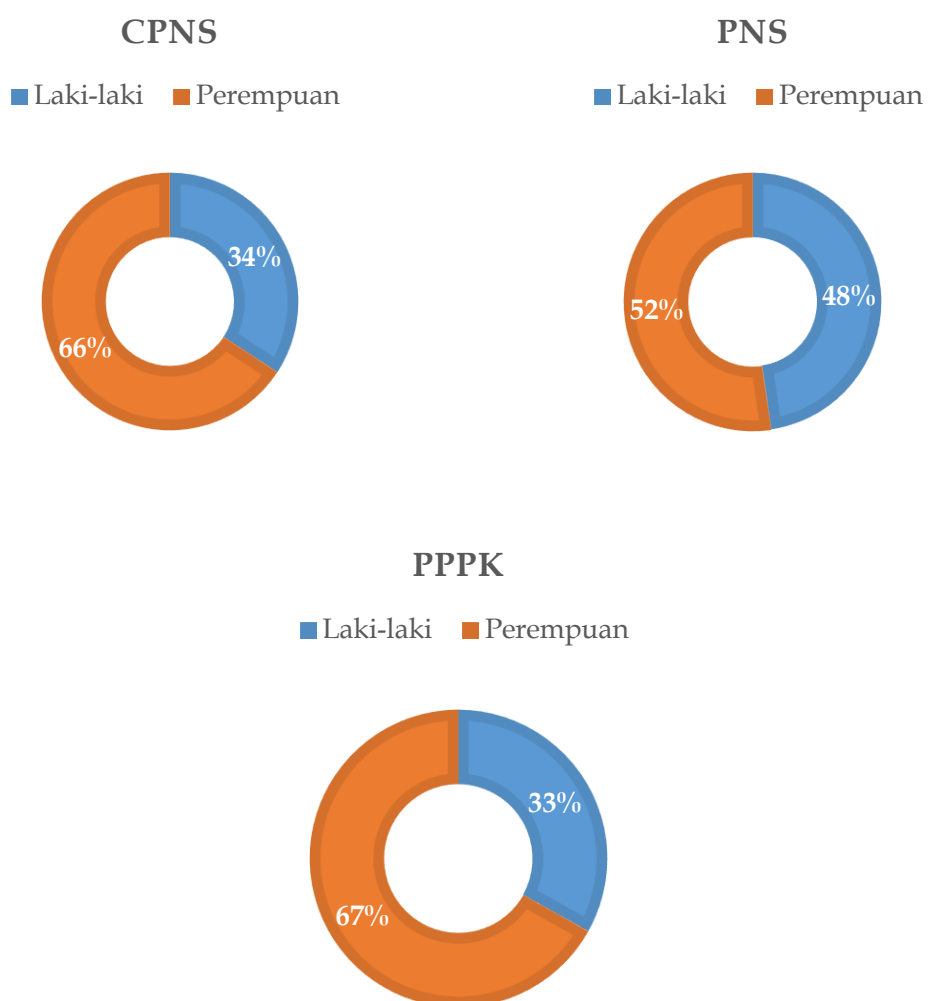 CPNS
Laki-laki Perempuan
34%
66%
PNS
Laki-laki Perempuan
48%
52%
PPPK
Laki-laki Perempuan
33%
67%